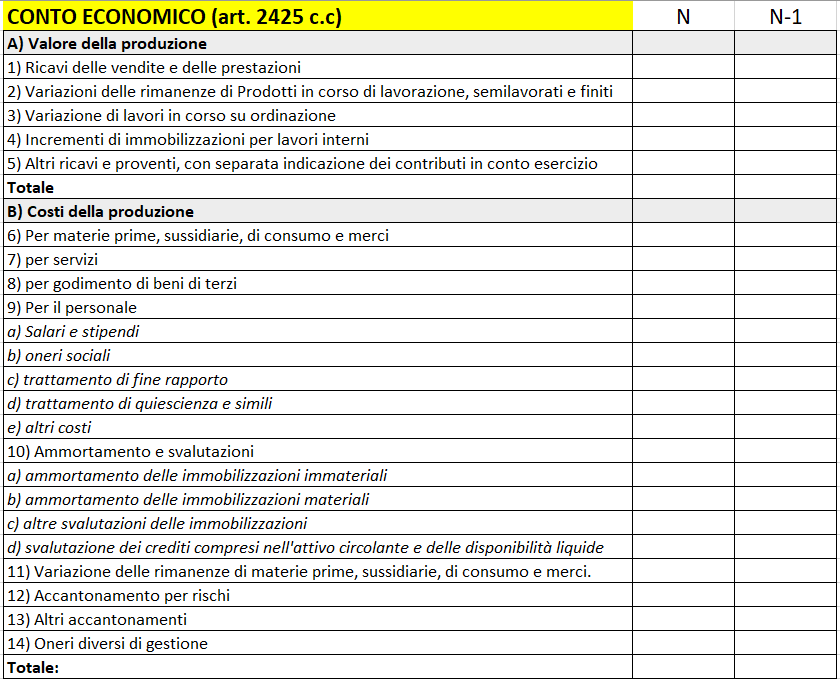 CONTO ECONOMICO (art. 2425 c.c) N N-1
A) Valore della produzione
1) Ricavi delle vendite e delle prestazioni
2) Variazioni delle rimanenze di Prodotti in corso di lavorazione, semilavorati e finiti
3) Variazione di lavori in corso su ordinazione
4) Incrementi di immobilizzazioni per lavori interni
5) Altri ricavi e proventi, con separata indicazione dei contributi in conto esercizio
Totale
B) Costi della produzione
6) Per materie prime, sussidiarie, di consumo e merci
7) per servizi
8) per godimento di beni di terzi
9) Per il personale
a) Salari e stipendi
b) oneri sociali
c) trattamento di fine rapporto
d) trattamento di quiescienza e simili
e) altri costi
10) Ammortamento e svalutazioni
a) ammortamento delle immobilizzazioni immateriali
b) ammortamento delle immobilizzazioni materiali
c) altre svalutazioni delle immobilizzazioni
d) svalutazione dei crediti compresi nell'attivo circolante e delle disponibilità liquide
11) Variazione delle rimanenze di materie prime, sussidiarie, di consumo e merci.
12) Accantonamento per rischi
13) Altri accantonamenti
14) Oneri diversi di gestione
Totale: